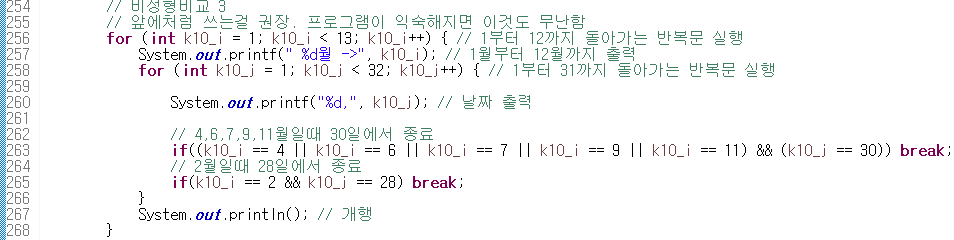 254 // 비정형비교 3
255 // 앞에처럼 쓰는걸 권장. 프로그램이 익숙해지면 이것도 무난함
256 for (int k10_i = 1; k10_i < 13; k10_i++) { // 1부터 12까지 돌아가는 반복문 실행
257 System.out.printf(" %d월 ->", k10_i); // 1월부터 12월까지 출력
258 for (int k10_j = 1; k10_j < 32; k10_j++) { // 1부터 31까지 돌아가는 반복문 실행
259
260 System.out.printf("%d,", k10_j); // 날짜 출력
261
262 // 4,6,7,9,11월일때 30일에서 종료
263 if((k10_i == 4 || k10_i == 6 || k10_i == 7 || k10_i == 9 || k10_i == 11) && (k10_j == 30)) break;
264 // 2월일때 28일에서 종료
265 if(k10_i == 2 && k10_j == 28) break;
266 }
267 System.out.println(); // 개행
268 }